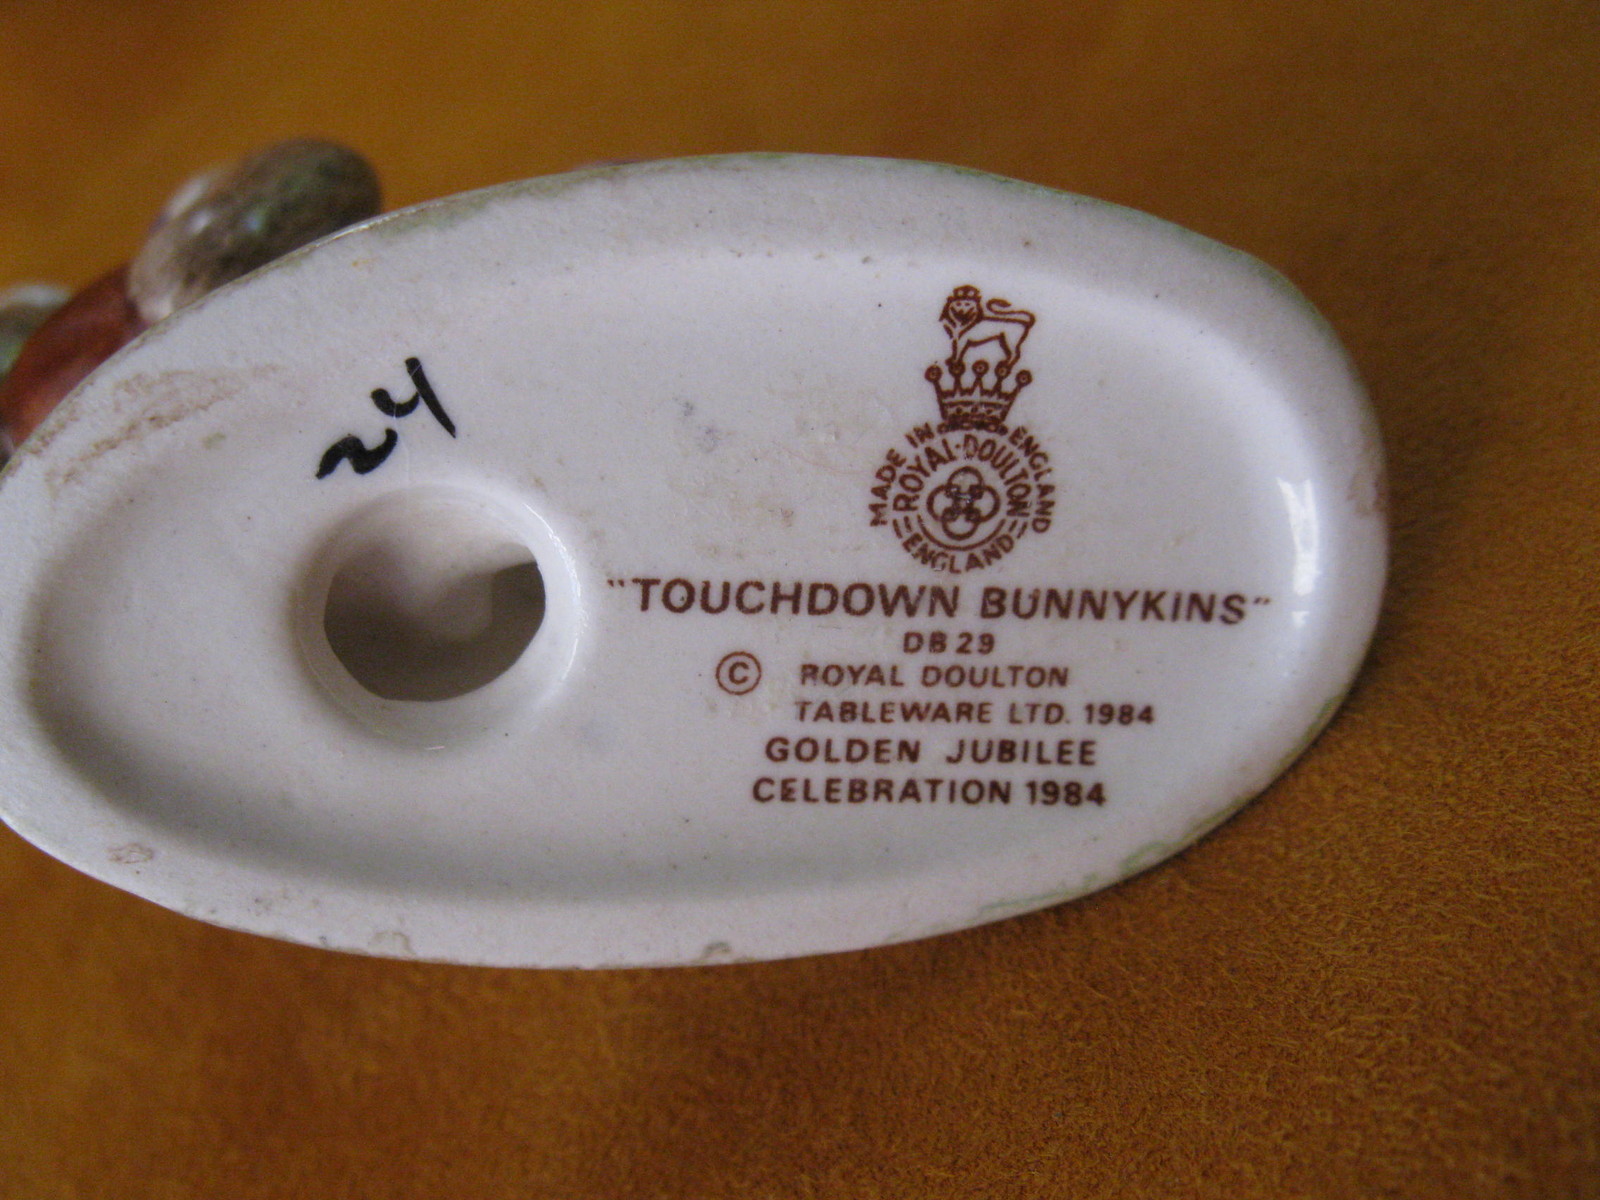 24
MADE IN ENGLAND
ROYAL·DOULTON
ENGLAND
"TOUCHDOWN BUNNYKINS"
DB 29
© ROYAL DOULTON
TABLEWARE LTD. 1984
GOLDEN JUBILEE
CELEBRATION 1984